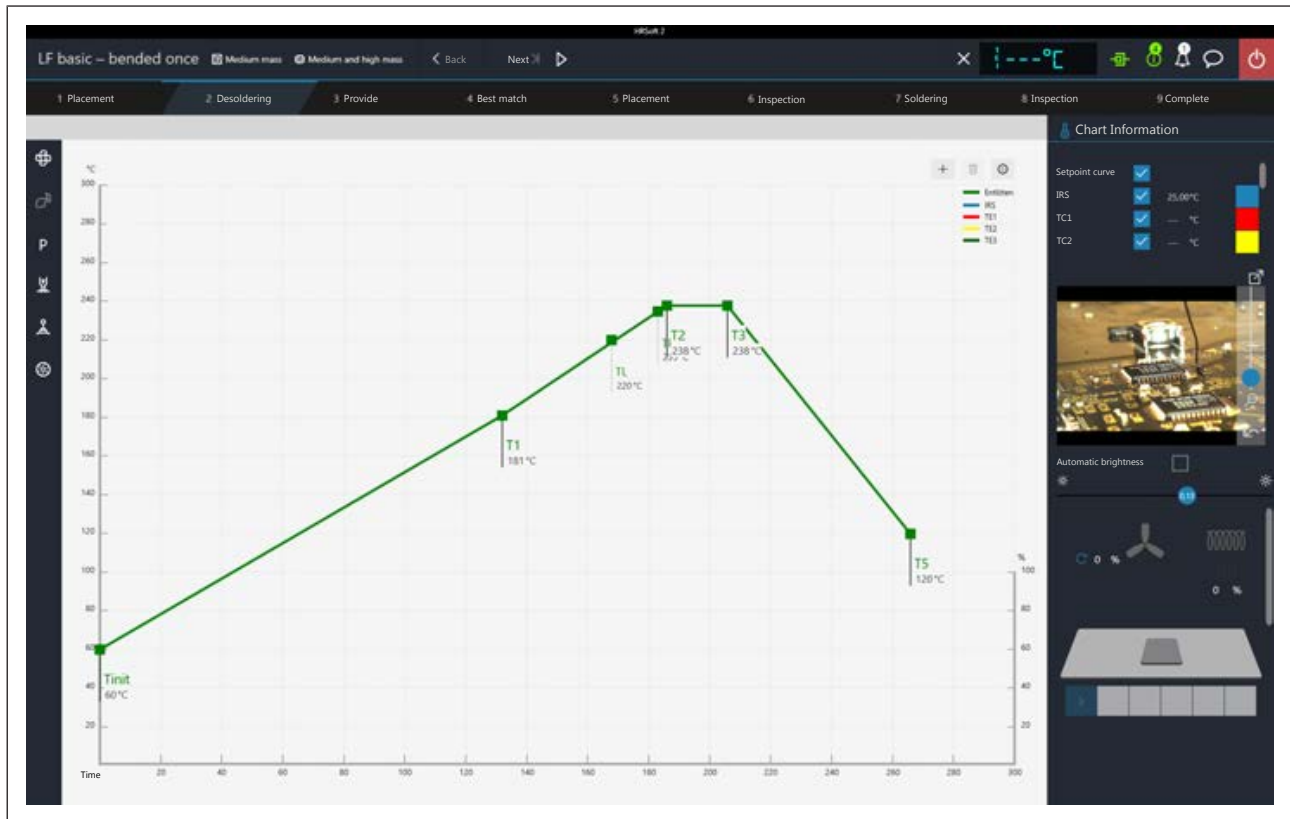 HRSoft 2
LF basic – bended once Medium mass Medium and high mass Back Next ---°C 4 1
1 Placement 2 Desoldering 3 Provide 4 Best match 5 Placement 6 Inspection 7 Soldering 8 Inspection 9 Complete
Chart Information
Setpoint curve
IRS 25,00°C
TC1 --- °C
TC2 --- °C
°C
300
280
260
240
220
200
180
160
140
120
100
80
60
40
20
Entlöten
IRS
TE1
TE2
TE3
P
T2
238°C
T3
238°C
TL
220°C
T1
181°C
T5
120°C
Tinit
60°C
%
100
80
60
40
20
Time 20 40 60 80 100 120 140 160 180 200 220 240 260 280 300
Automatic brightness
0 %
0 %